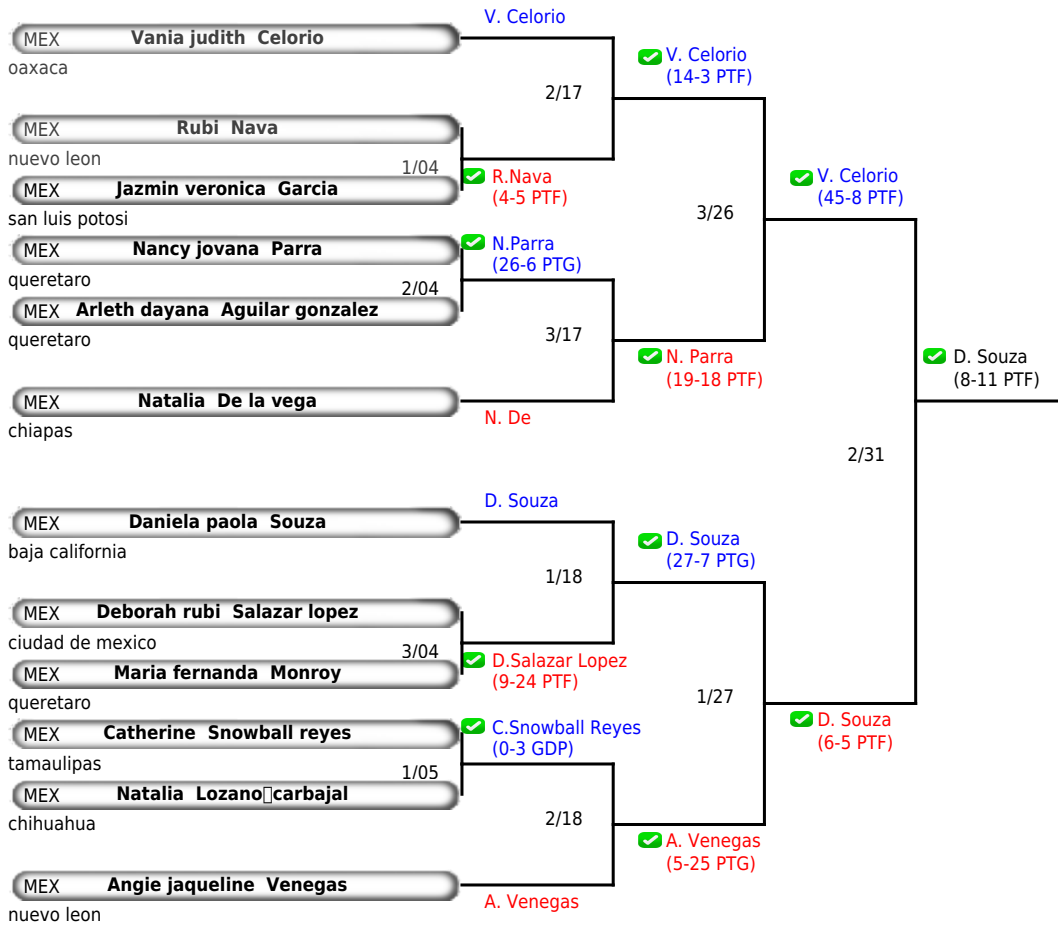 V. Celorio
MEX Vania judith Celorio
oaxaca
V. Celorio
(14-3 PTF)
2/17
MEX Rubi Nava
nuevo leon
1/04
R.Nava
(4-5 PTF)
MEX Jazmin veronica Garcia
san luis potosi
V. Celorio
(45-8 PTF)
3/26
MEX Nancy jovana Parra
queretaro
N.Parra
(26-6 PTG)
2/04
MEX Arleth dayana Aguilar gonzalez
queretaro
3/17
N. Parra
(19-18 PTF)
D. Souza
(8-11 PTF)
MEX Natalia De la vega
chiapas
N. De
2/31
D. Souza
MEX Daniela paola Souza
baja california
D. Souza
(27-7 PTG)
1/18
MEX Deborah rubi Salazar lopez
ciudad de mexico
3/04
D.Salazar Lopez
(9-24 PTF)
MEX Maria fernanda Monroy
queretaro
1/27
D. Souza
(6-5 PTF)
MEX Catherine Snowball reyes
tamaulipas
C.Snowball Reyes
(0-3 GDP)
1/05
MEX Natalia Lozano▯carbajal
chihuahua
2/18
A. Venegas
(5-25 PTG)
MEX Angie jaqueline Venegas
nuevo leon
A. Venegas